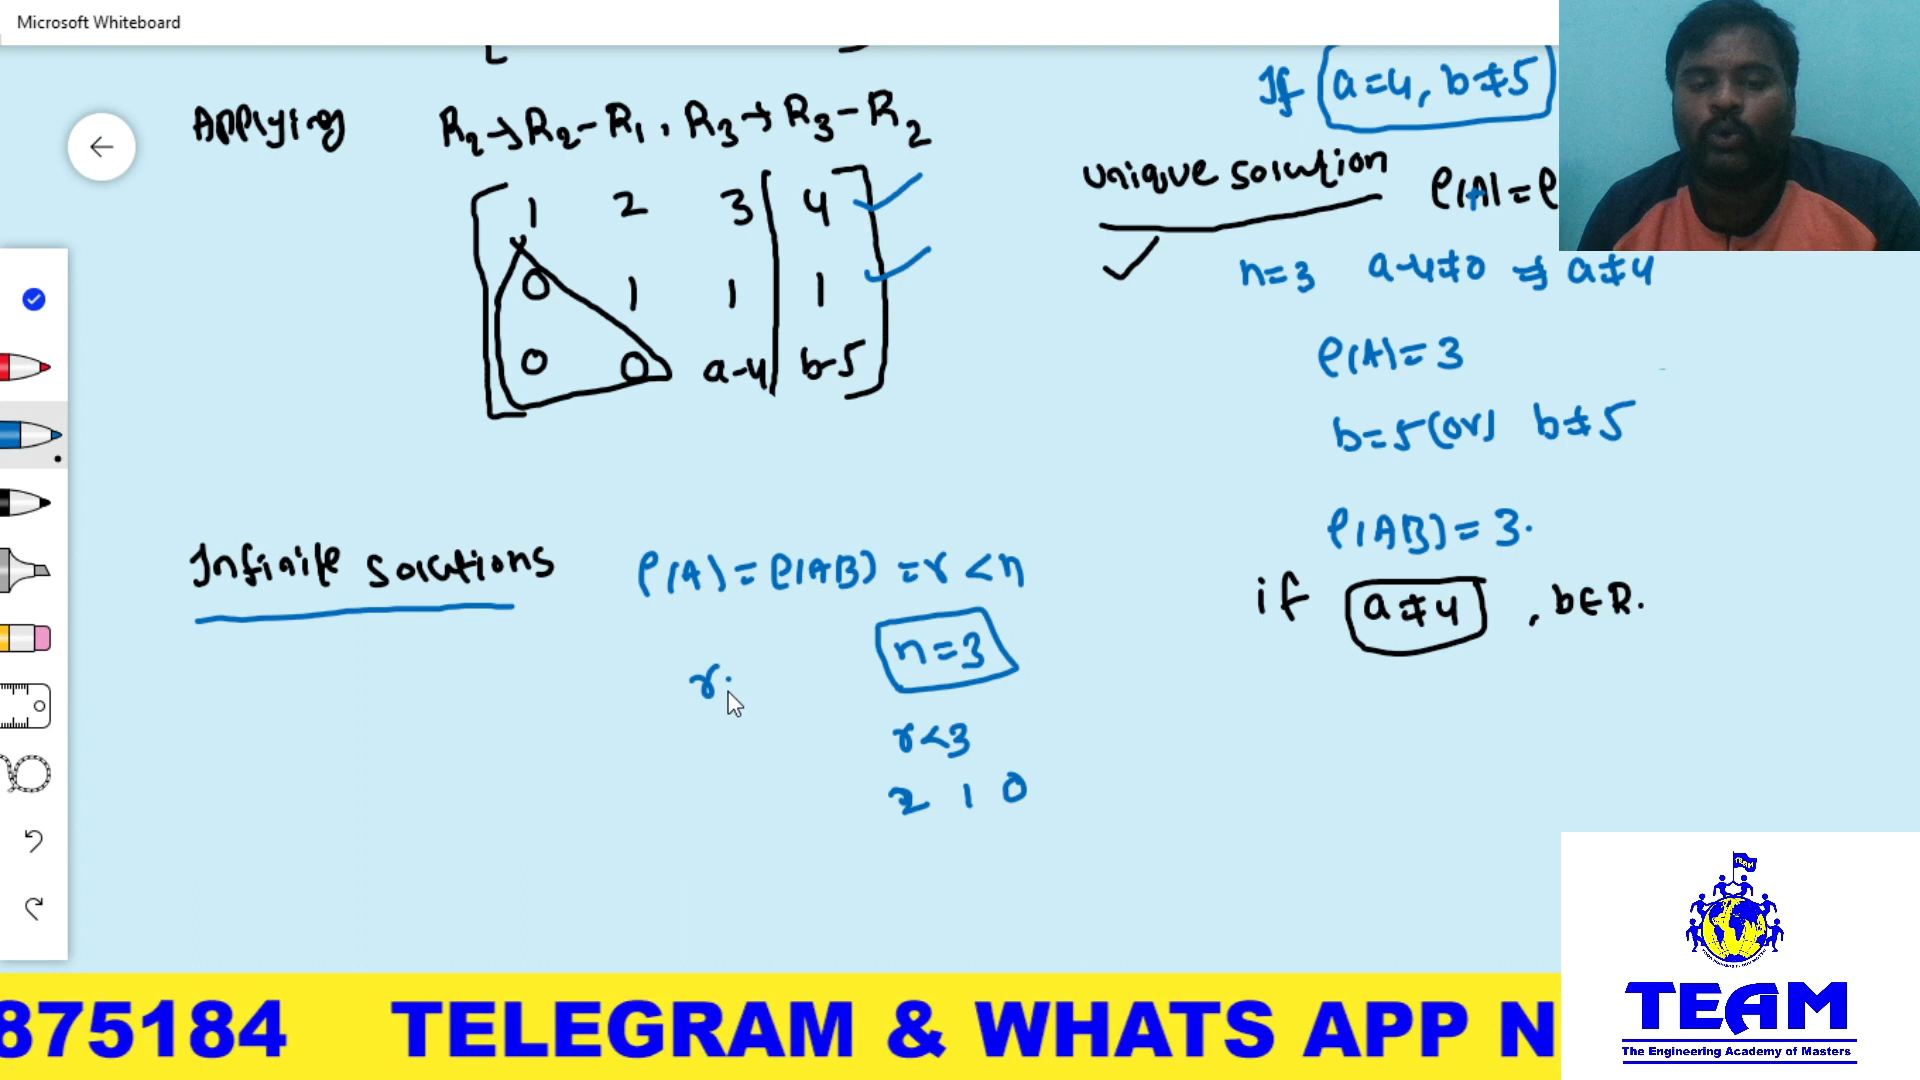 Microsoft Whiteboard
Applying R₂→R₂-R₁, R₃→R₃-R₂
1 2 3 | 4
0 1 1 | 1
0 0 a-4 | b-5
Infinite solutions ρ(A)=ρ(AB)=r<n
n=3
r
r<3
2 1 0
If a=4, b≠5
unique solution ρ(A)=ρ
n=3 a-4≠0 ⇒ a≠4
ρ(A)=3
b=5(or) b≠5
ρ(AB)=3.
if a≠4, b∈R.
875184 TELEGRAM & WHATS APP N
TEAM
The Engineering Academy of Masters